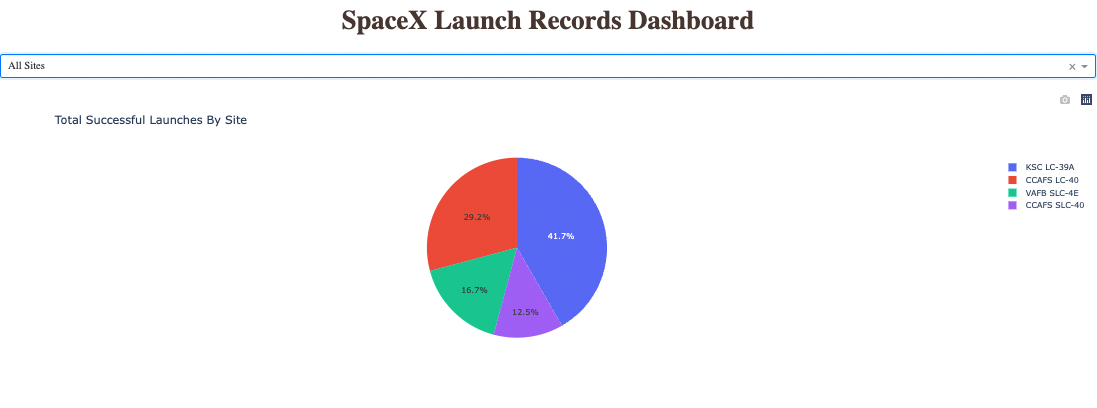 SpaceX Launch Records Dashboard
All Sites
Total Successful Launches By Site
KSC LC-39A
CCAFS LC-40
VAFB SLC-4E
CCAFS SLC-40
29.2%
41.7%
16.7%
12.5%